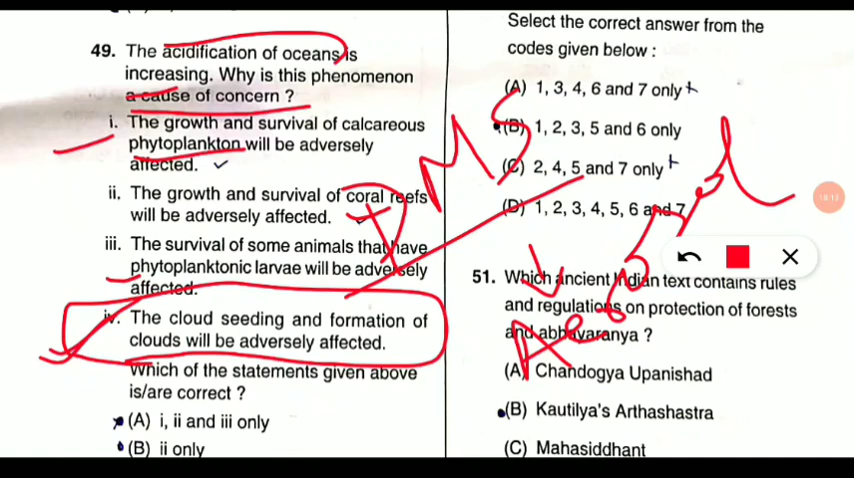 49. The acidification of oceans is
increasing. Why is this phenomenon
a cause of concern ?
i. The growth and survival of calcareous
phytoplankton will be adversely
affected.
ii. The growth and survival of coral reefs
will be adversely affected.
iii. The survival of some animals that have
phytoplanktonic larvae will be adversely
affected.
iv. The cloud seeding and formation of
clouds will be adversely affected.
Which of the statements given above
is/are correct ?
(A) i, ii and iii only
(B) ii only
Select the correct answer from the
codes given below :
(A) 1, 3, 4, 6 and 7 only
(B) 1, 2, 3, 5 and 6 only
(C) 2, 4, 5 and 7 only
(D) 1, 2, 3, 4, 5, 6 and 7
51. Which ancient Indian text contains rules
and regulations on protection of forests
and abhayaranya ?
(A) Chandogya Upanishad
(B) Kautilya's Arthashastra
(C) Mahasiddhant
DMS
18:13